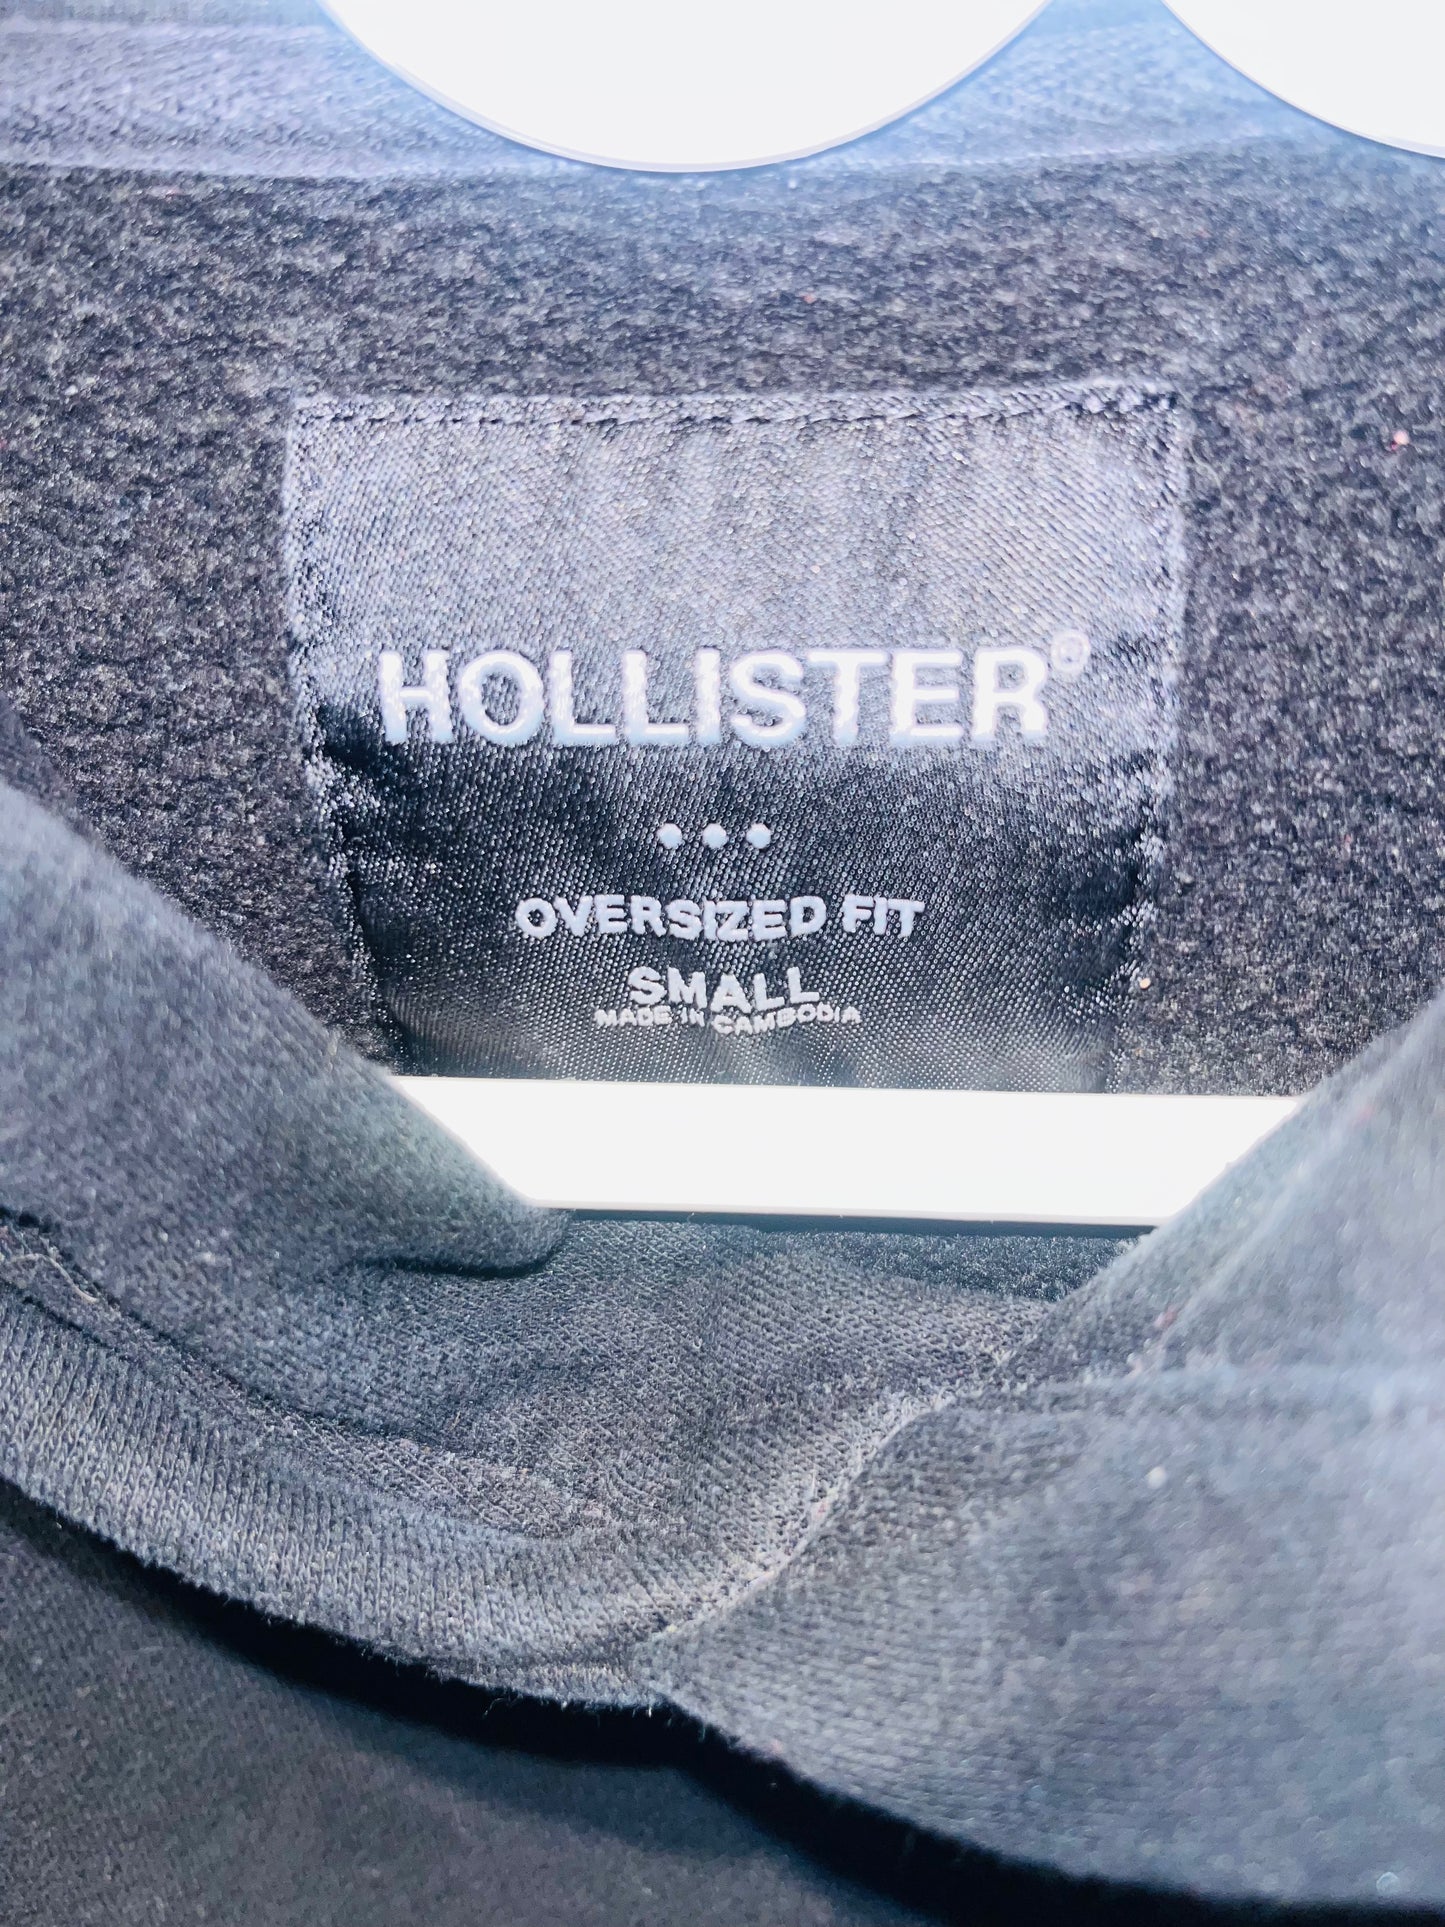 HOLLISTER®
OVERSIZED FIT
SMALL
MADE IN CAMBODIA